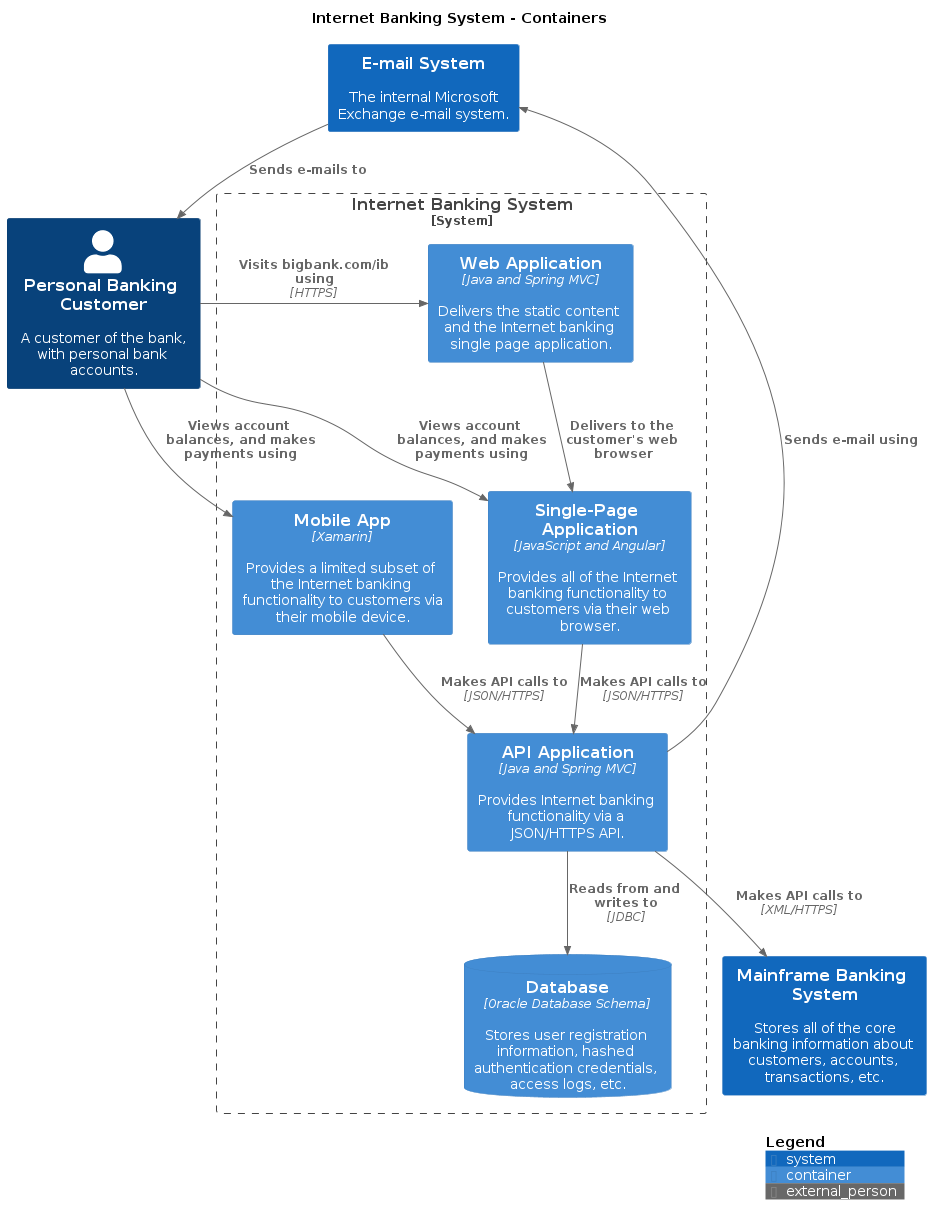 Internet Banking System - Containers
E-mail System
The internal Microsoft
Exchange e-mail system.
Sends e-mails to
Internet Banking System
[System]
Personal Banking
Customer
A customer of the bank,
with personal bank
accounts.
Visits bigbank.com/ib
using
[HTTPS]
Web Application
[Java and Spring MVC]
Delivers the static content
and the Internet banking
single page application.
Views account
balances, and makes
payments using
Views account
balances, and makes
payments using
Delivers to the
customer's web
browser
Sends e-mail using
Mobile App
[Xamarin]
Provides a limited subset of
the Internet banking
functionality to customers via
their mobile device.
Single-Page
Application
[JavaScript and Angular]
Provides all of the Internet
banking functionality to
customers via their web
browser.
Makes API calls to
[JSON/HTTPS]
Makes API calls to
[JSON/HTTPS]
API Application
[Java and Spring MVC]
Provides Internet banking
functionality via a
JSON/HTTPS API.
Reads from and
writes to
[JDBC]
Makes API calls to
[XML/HTTPS]
Database
[Oracle Database Schema]
Stores user registration
information, hashed
authentication credentials,
access logs, etc.
Mainframe Banking
System
Stores all of the core
banking information about
customers, accounts,
transactions, etc.
Legend
system
container
external_person